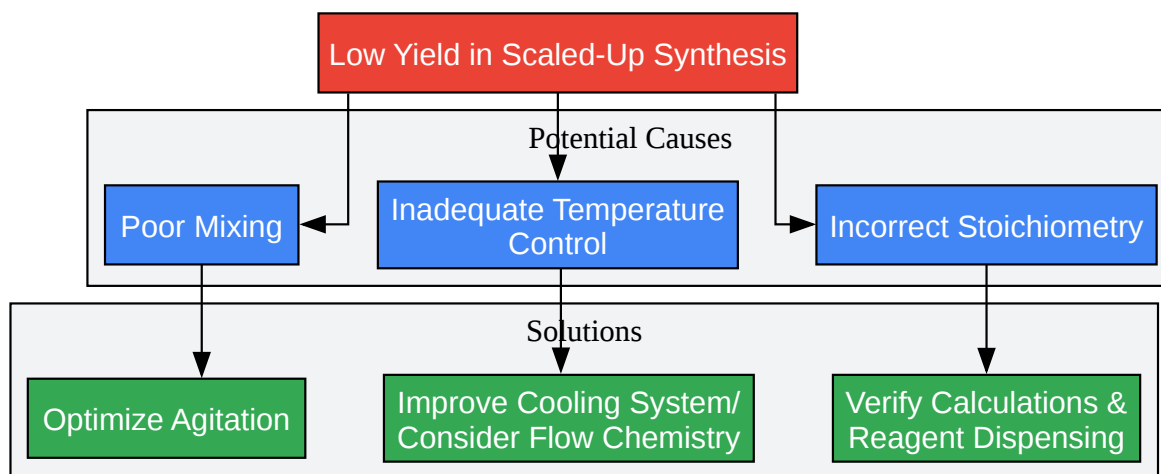 Low Yield in Scaled-Up Synthesis
Potential Causes
Poor Mixing
Inadequate Temperature
Control
Incorrect Stoichiometry
Solutions
Optimize Agitation
Improve Cooling System/
Consider Flow Chemistry
Verify Calculations &
Reagent Dispensing